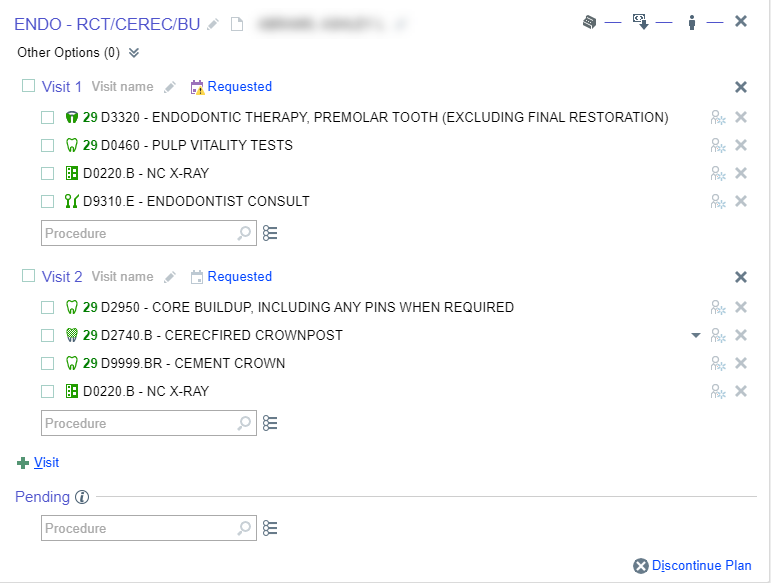 ENDO - RCT/CEREC/BU
Other Options (0)
Visit 1 Visit name Requested
29 D3320 - ENDODONTIC THERAPY, PREMOLAR TOOTH (EXCLUDING FINAL RESTORATION)
29 D0460 - PULP VITALITY TESTS
D0220.B - NC X-RAY
D9310.E - ENDODONTIST CONSULT
Procedure
Visit 2 Visit name Requested
29 D2950 - CORE BUILDUP, INCLUDING ANY PINS WHEN REQUIRED
29 D2740.B - CERECFIRED CROWNPOST
29 D9999.BR - CEMENT CROWN
D0220.B - NC X-RAY
Procedure
Visit
Pending
Procedure
Discontinue Plan